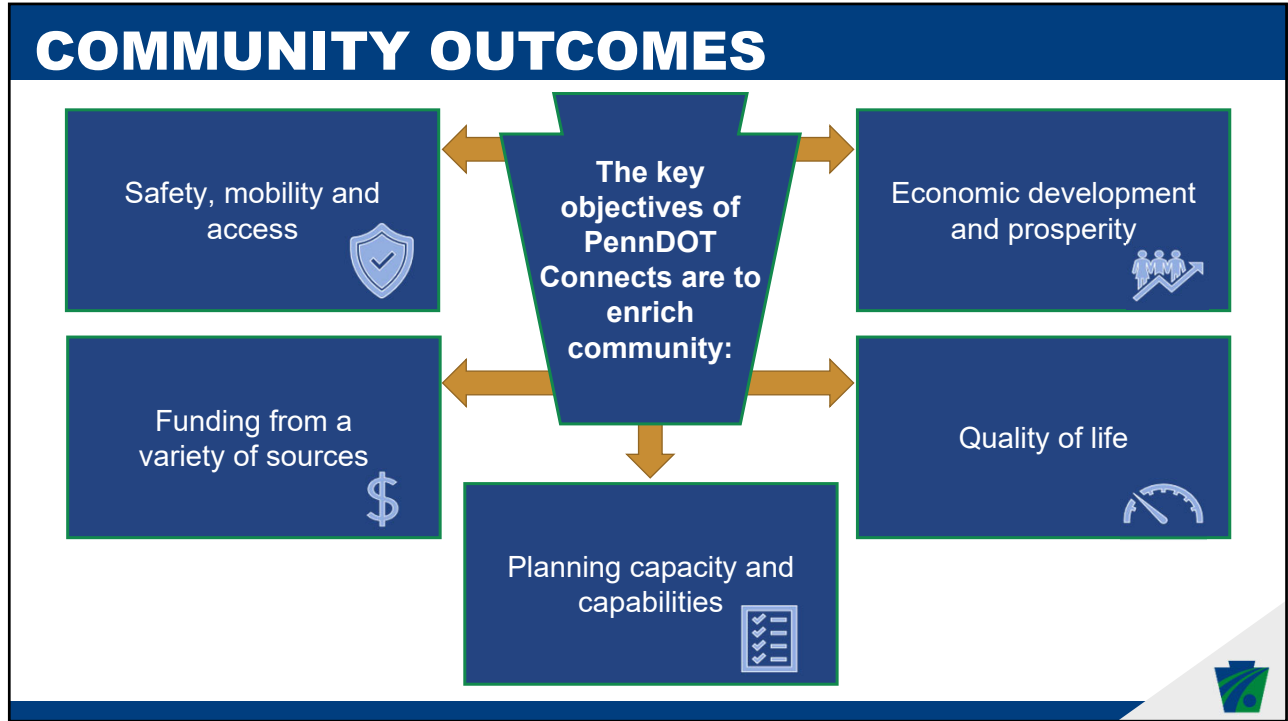 COMMUNITY OUTCOMES
Safety, mobility and
access
The key
objectives of
PennDOT
Connects are to
enrich
community:
Economic development
and prosperity
Funding from a
variety of sources
$
Quality of life
Planning capacity and
capabilities